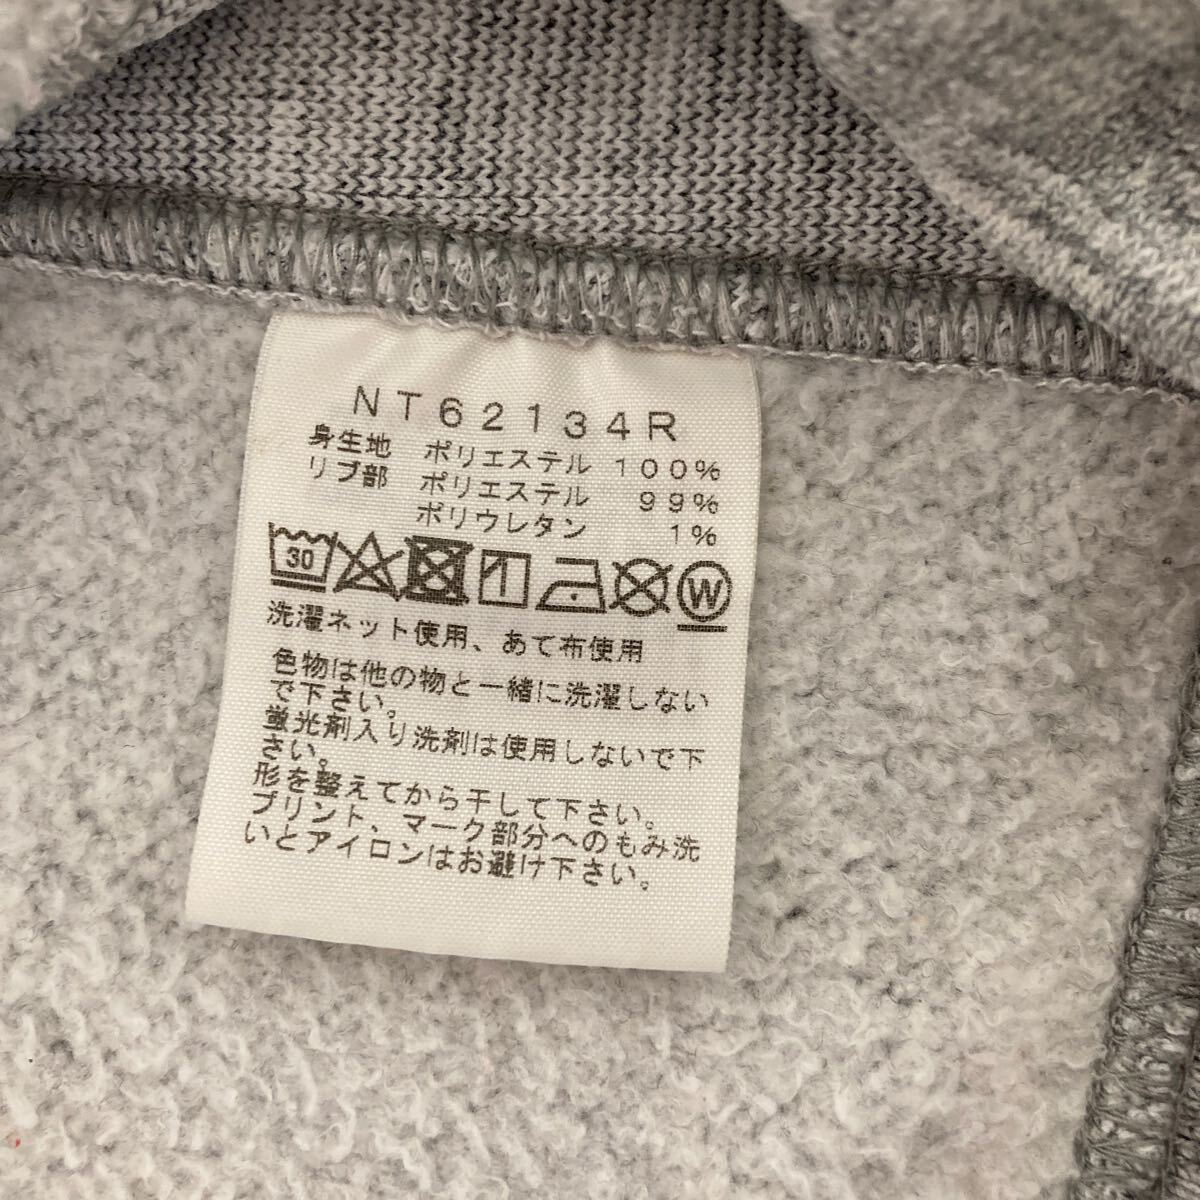 NT62134R
身生地 ポリエステル 100%
リブ部 ポリエステル 99%
ポリウレタン 1%
30 W
洗濯ネット使用、あて布使用
色物は他の物と一緒に洗濯しない
で下さい。
蛍光剤入り洗剤は使用しないで下
さい。
形を整えてから干して下さい。
プリント、マーク部分へのもみ洗
いとアイロンはお避け下さい。